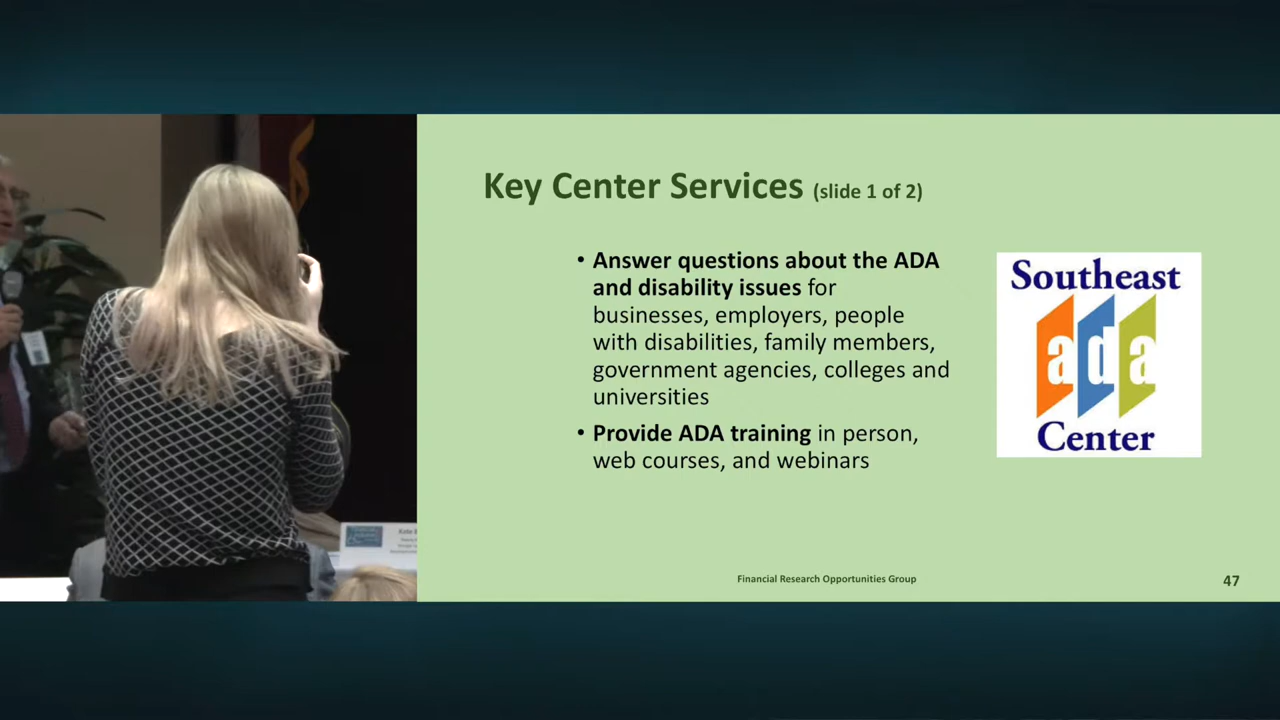 Key Center Services (slide 1 of 2)
• Answer questions about the ADA
and disability issues for
businesses, employers, people
with disabilities, family members,
government agencies, colleges and
universities
• Provide ADA training in person,
web courses, and webinars
Southeast
ada
Center
Financial Research Opportunities Group
47